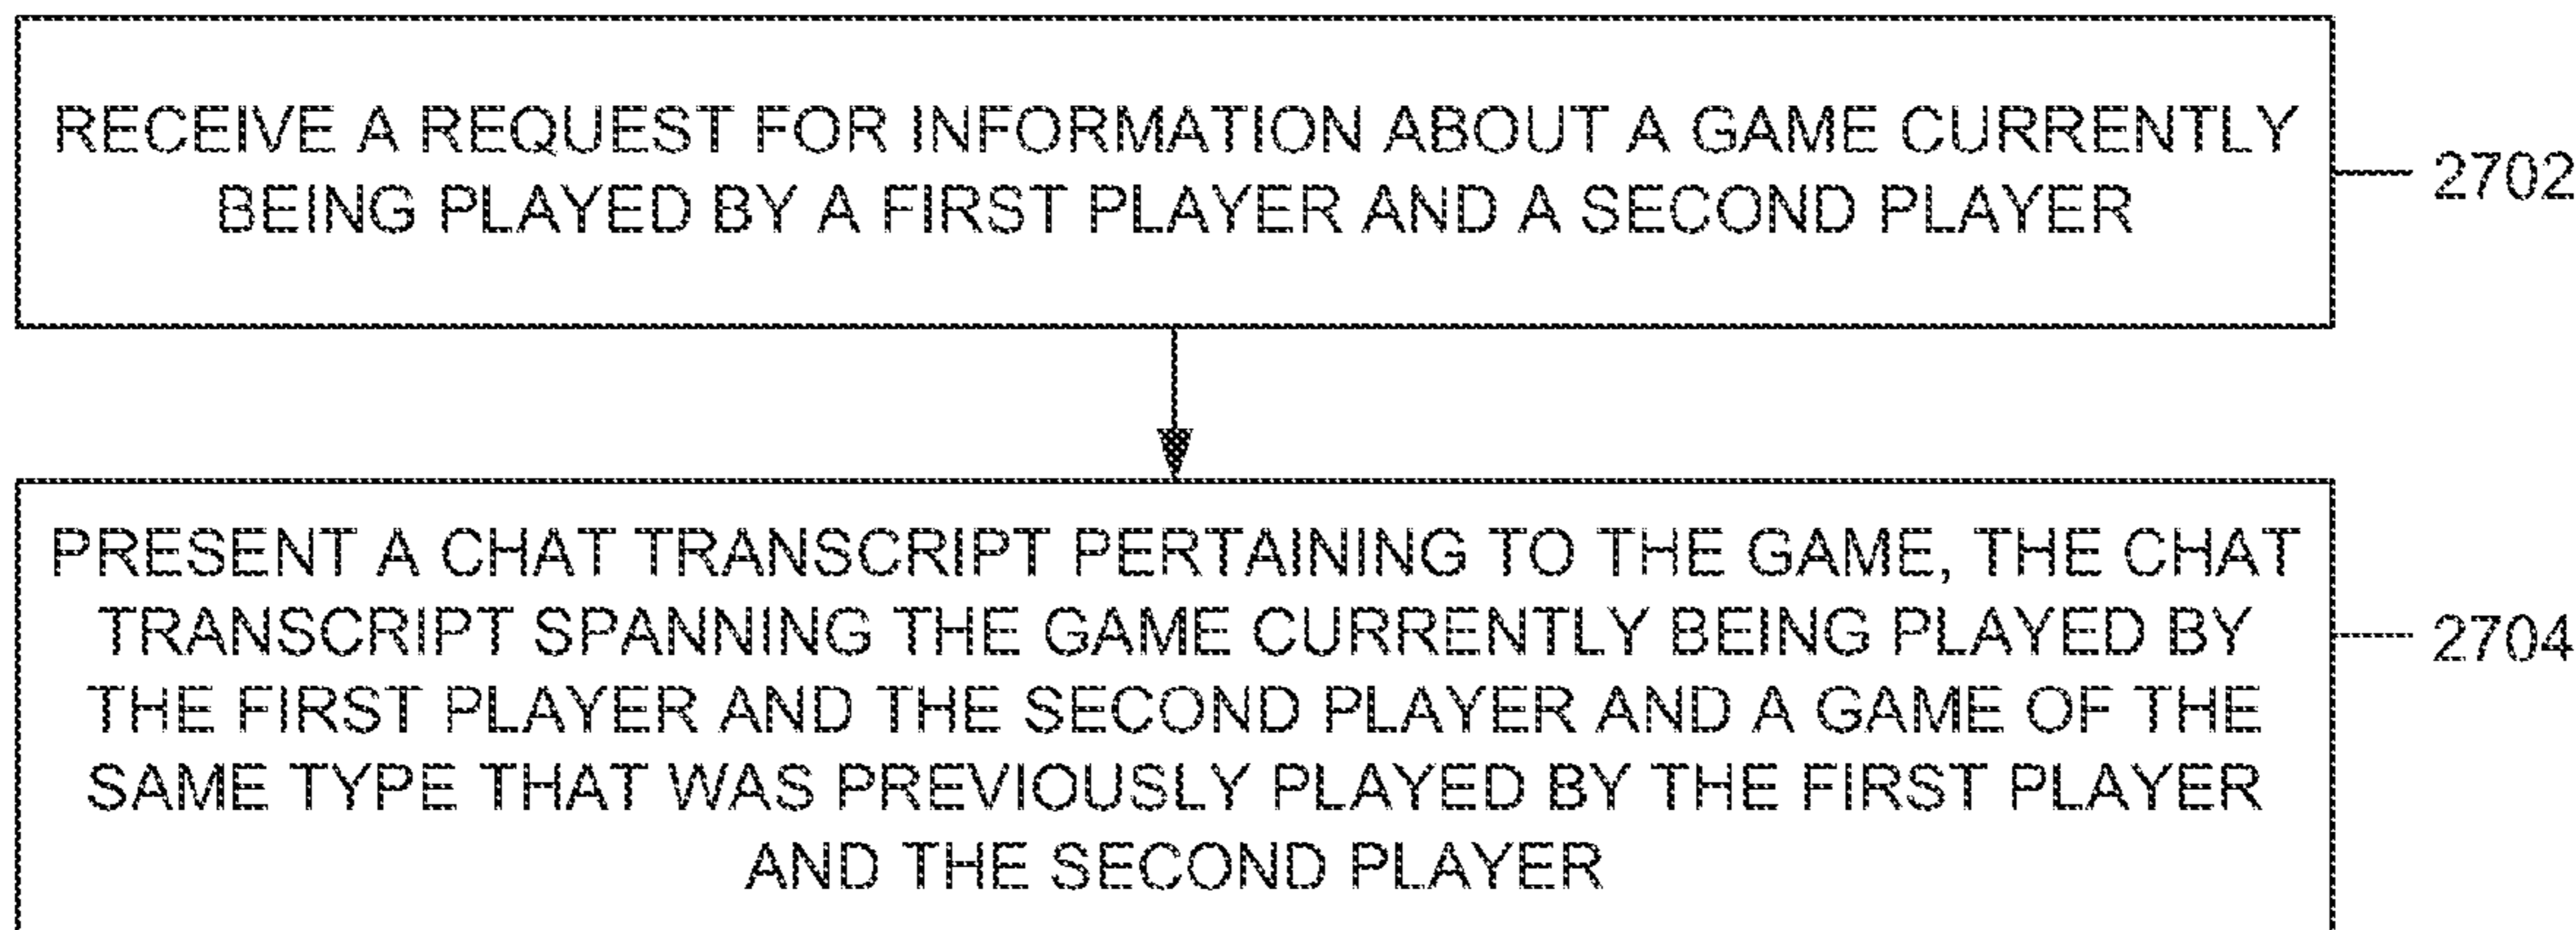 RECEIVE A REQUEST FOR INFORMATION ABOUT A GAME CURRENTLY
BEING PLAYED BY A FIRST PLAYER AND A SECOND PLAYER
2702
PRESENT A CHAT TRANSCRIPT PERTAINING TO THE GAME, THE CHAT
TRANSCRIPT SPANNING THE GAME CURRENTLY BEING PLAYED BY
THE FIRST PLAYER AND THE SECOND PLAYER AND A GAME OF THE
SAME TYPE THAT WAS PREVIOUSLY PLAYED BY THE FIRST PLAYER
AND THE SECOND PLAYER
2704